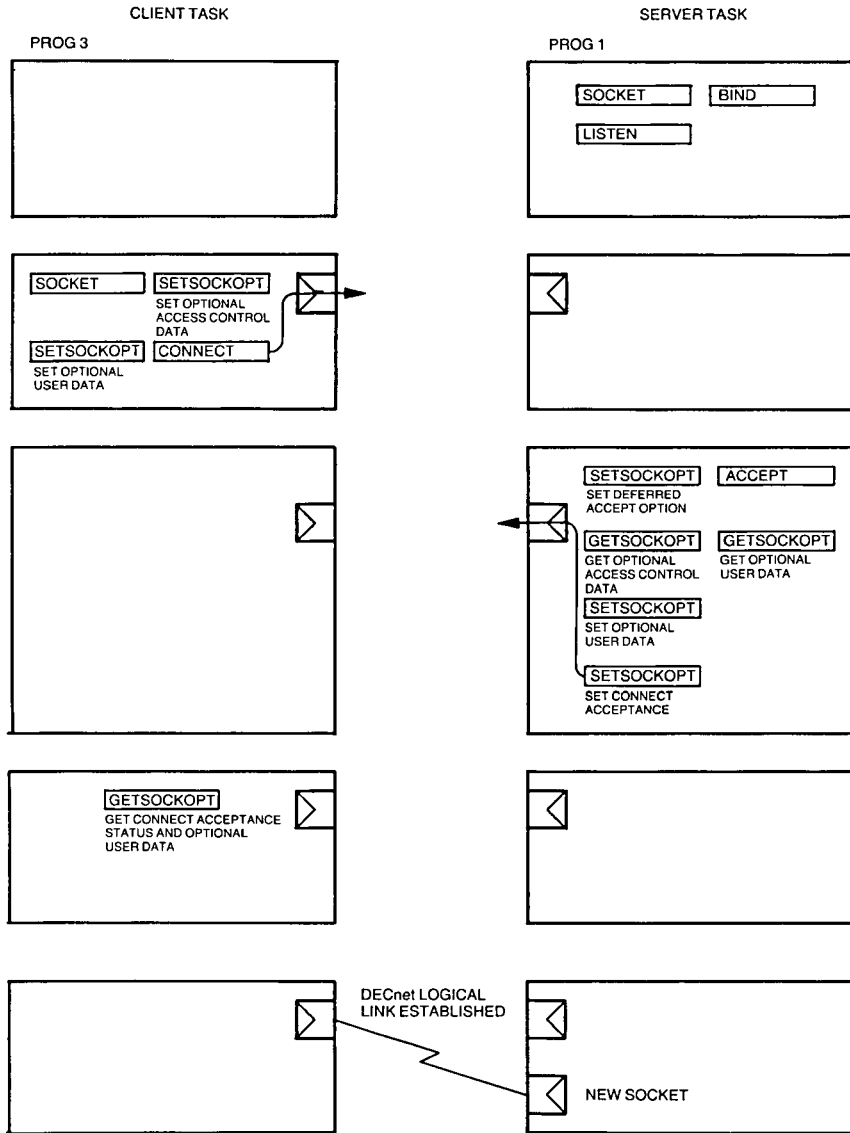 CLIENT TASK
SERVER TASK
PROG 3
PROG 1
SOCKET
BIND
LISTEN
SOCKET
SETSOCKOPT
SET OPTIONAL
ACCESS CONTROL
DATA
SETSOCKOPT
CONNECT
SET OPTIONAL
USER DATA
SETSOCKOPT
ACCEPT
SET DEFERRED
ACCEPT OPTION
GETSOCKOPT
GETSOCKOPT
GET OPTIONAL
ACCESS CONTROL
DATA
GET OPTIONAL
USER DATA
SETSOCKOPT
SET OPTIONAL
USER DATA
SETSOCKOPT
SET CONNECT
ACCEPTANCE
GETSOCKOPT
GET CONNECT ACCEPTANCE
STATUS AND OPTIONAL
USER DATA
DECnet LOGICAL
LINK ESTABLISHED
NEW SOCKET